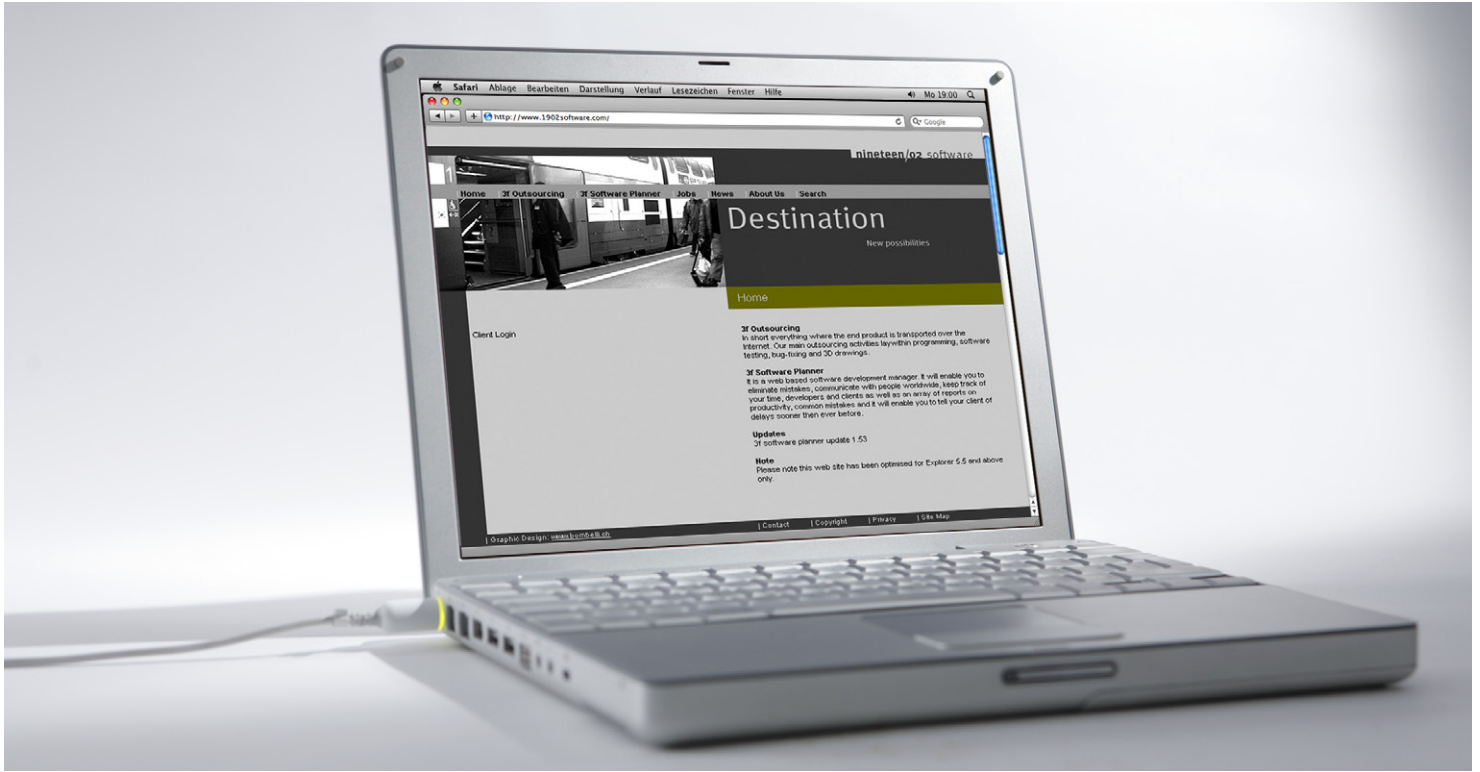 Safari Ablage Bearbeiten Darstellung Verlauf Lesezeichen Fenster Hilfe Mo 19:00
http://www.1902software.com/ Google
nineteen/02 software
1
Home 3f Outsourcing 3f Software Planner Jobs News About Us Search
Destination
New possibilities
Home
Client Login
3f Outsourcing
In short everything where the end product is transported over the
Internet. Our main outsourcing activities laywithin programming, software
testing, bug-fixing and 3D drawings.
3f Software Planner
It is a web based software development manager. It will enable you to
eliminate mistakes, communicate with people worldwide, keep track of
your time, developers and clients as well as an array of reports on
productivity, common mistakes and it will enable you to tell your client of
delays sooner then ever before.
Updates
3f software planner update 1.53
Note
Please note this web site has been optimised for Explorer 5.5 and above
only.
| Contact | Copyright | Privacy | Site Map
| Graphic Design: www.bombelli.ch